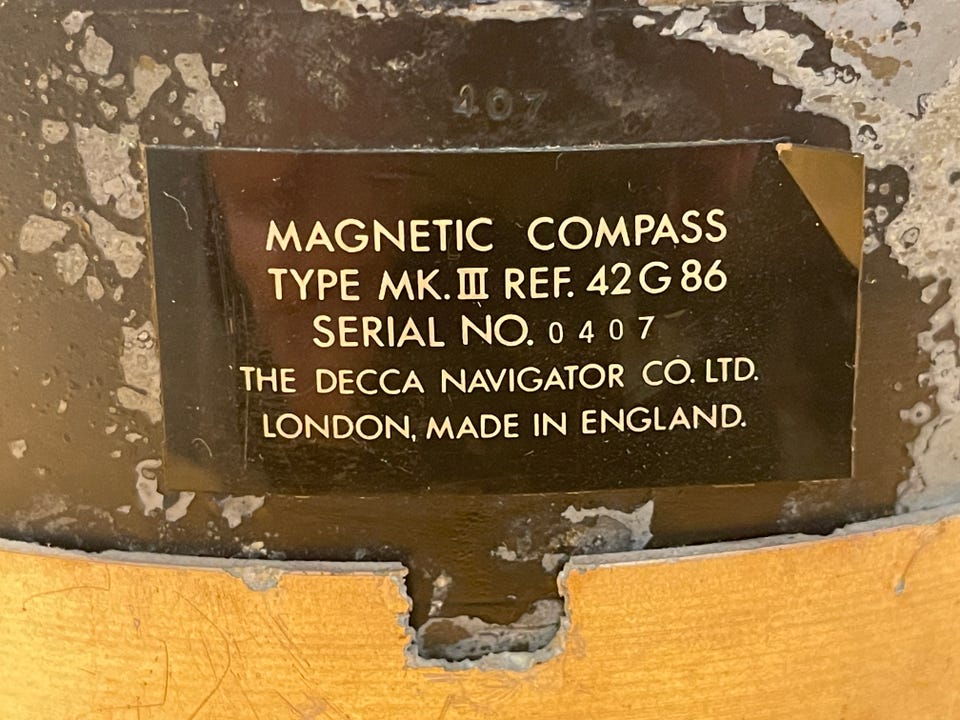 407
MAGNETIC COMPASS
TYPE MK. III REF. 42G86
SERIAL NO. 0407
THE DECCA NAVIGATOR CO. LTD.
LONDON, MADE IN ENGLAND.